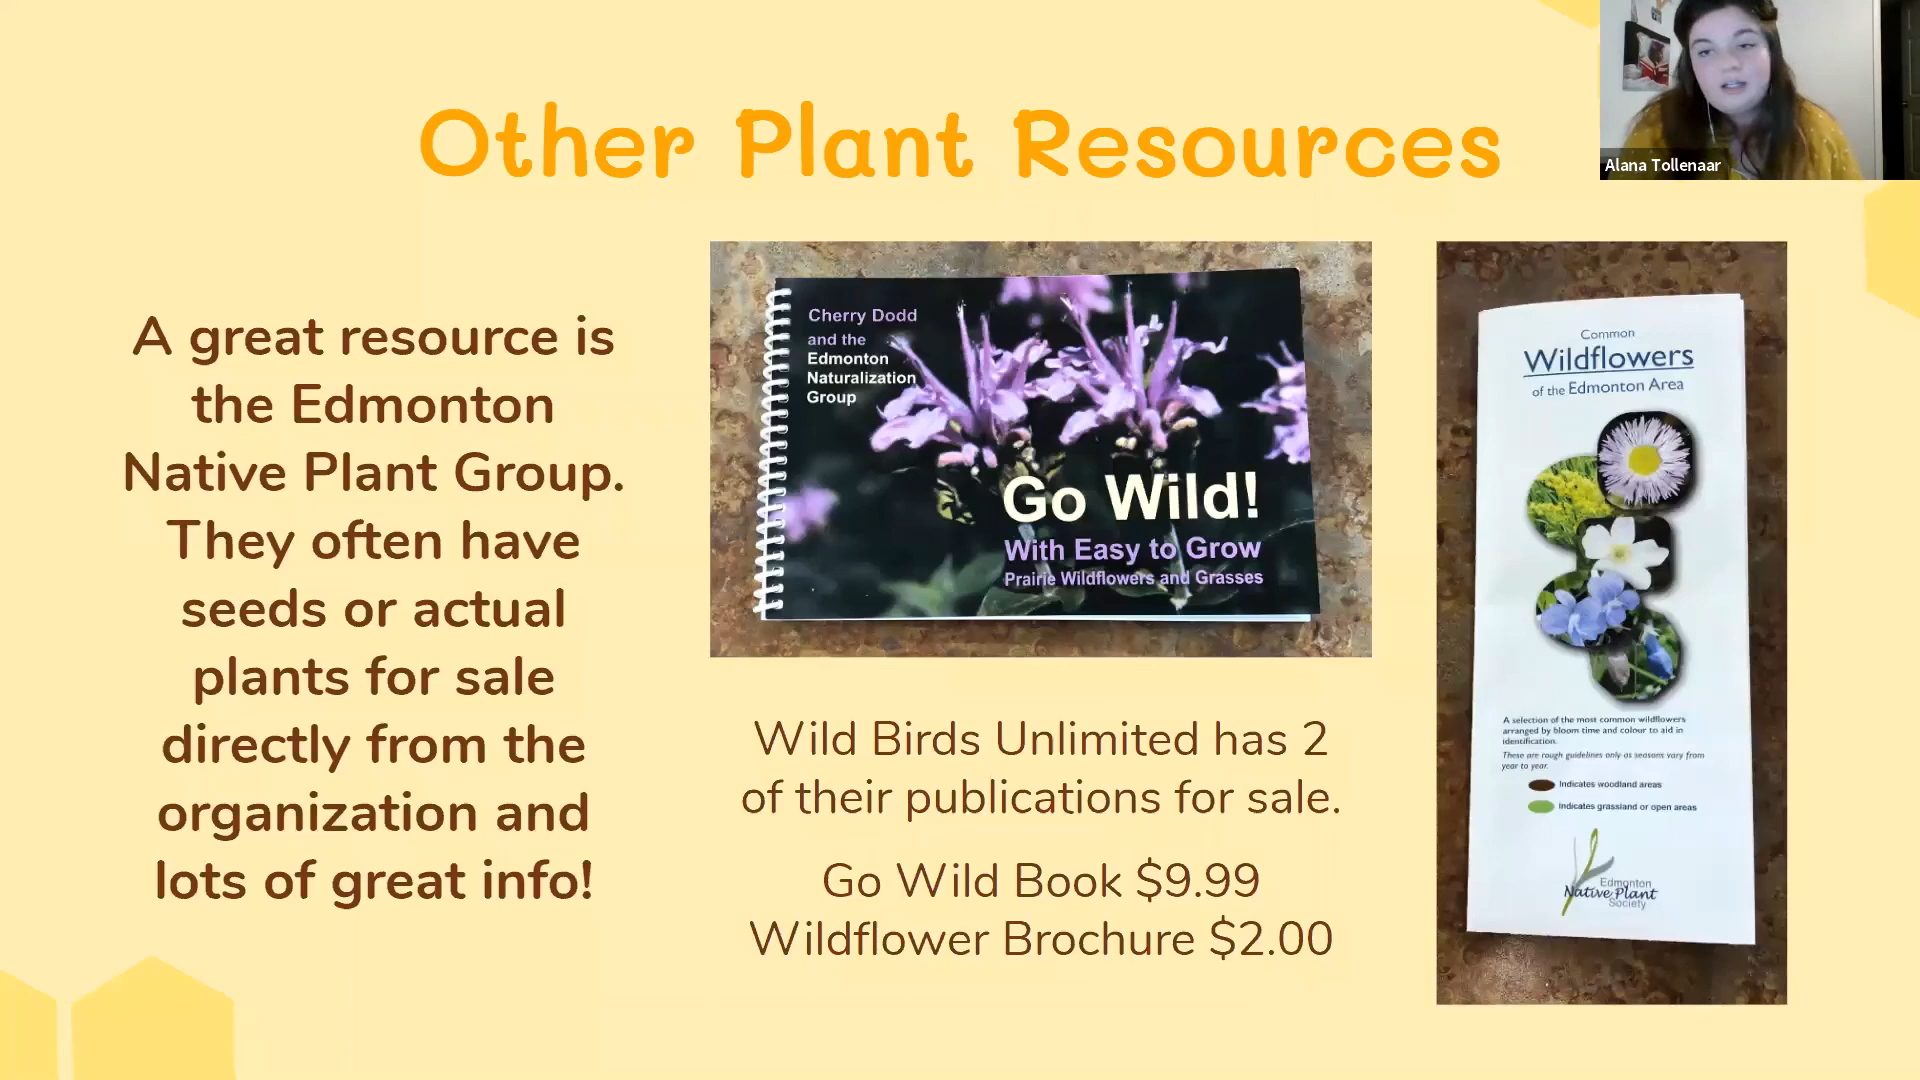 Other Plant Resources
Alana Tollenaar
A great resource is
the Edmonton
Native Plant Group.
They often have
seeds or actual
plants for sale
directly from the
organization and
lots of great info!
Cherry Dodd
and the
Edmonton
Naturalization
Group
Go Wild!
With Easy to Grow
Prairie Wildflowers and Grasses
Wild Birds Unlimited has 2
of their publications for sale.
Go Wild Book $9.99
Wildflower Brochure $2.00
Common
Wildflowers
of the Edmonton Area
A selection of the most common wildflowers
arranged by bloom time and colour to aid in
identification.
These are rough guidelines only as seasons vary from
year to year.
Indicates woodland areas
Indicates grassland or open areas
Edmonton
Native Plant
Society